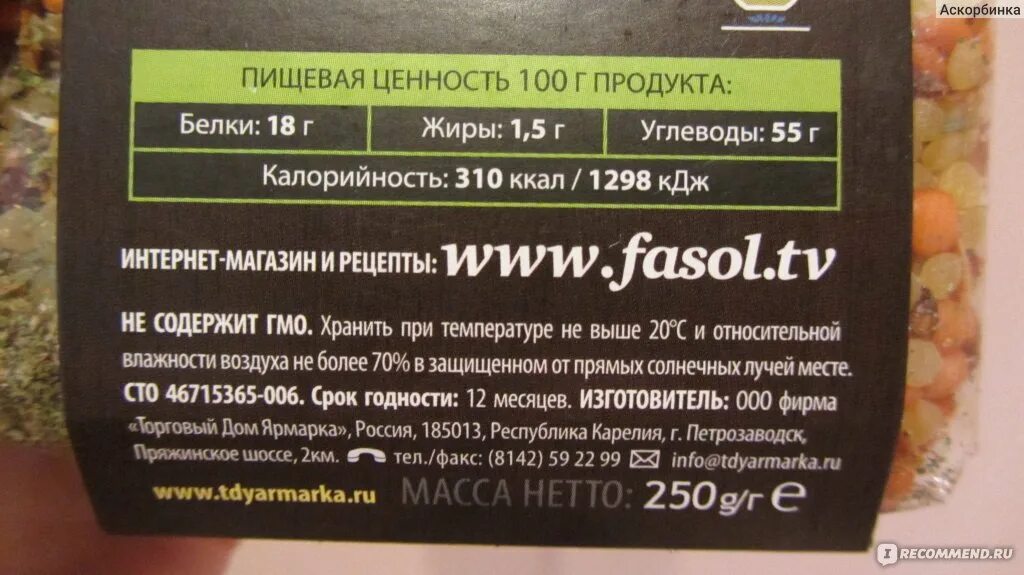 Аскорбинка
ПИЩЕВАЯ ЦЕННОСТЬ 100 Г ПРОДУКТА:
Белки: 18 г Жиры: 1,5 г Углеводы: 55 г
Калорийность: 310 ккал / 1298 кДж
ИНТЕРНЕТ-МАГАЗИН И РЕЦЕПТЫ: www.fasol.tv
НЕ СОДЕРЖИТ ГМО. Хранить при температуре не выше 20°С и относительной
влажности воздуха не более 70% в защищенном от прямых солнечных лучей месте.
СТО 46715365-006. Срок годности: 12 месяцев. ИЗГОТОВИТЕЛЬ: ООО фирма
«Торговый Дом Ярмарка», Россия, 185013, Республика Карелия, г. Петрозаводск,
Пряжинское шоссе, 2км. тел./факс: (8142) 59 22 99 info@tdyarmarka.ru
www.tdyarmarka.ru МАССА НЕТТО: 250 g/г e
IRECOMMEND.RU